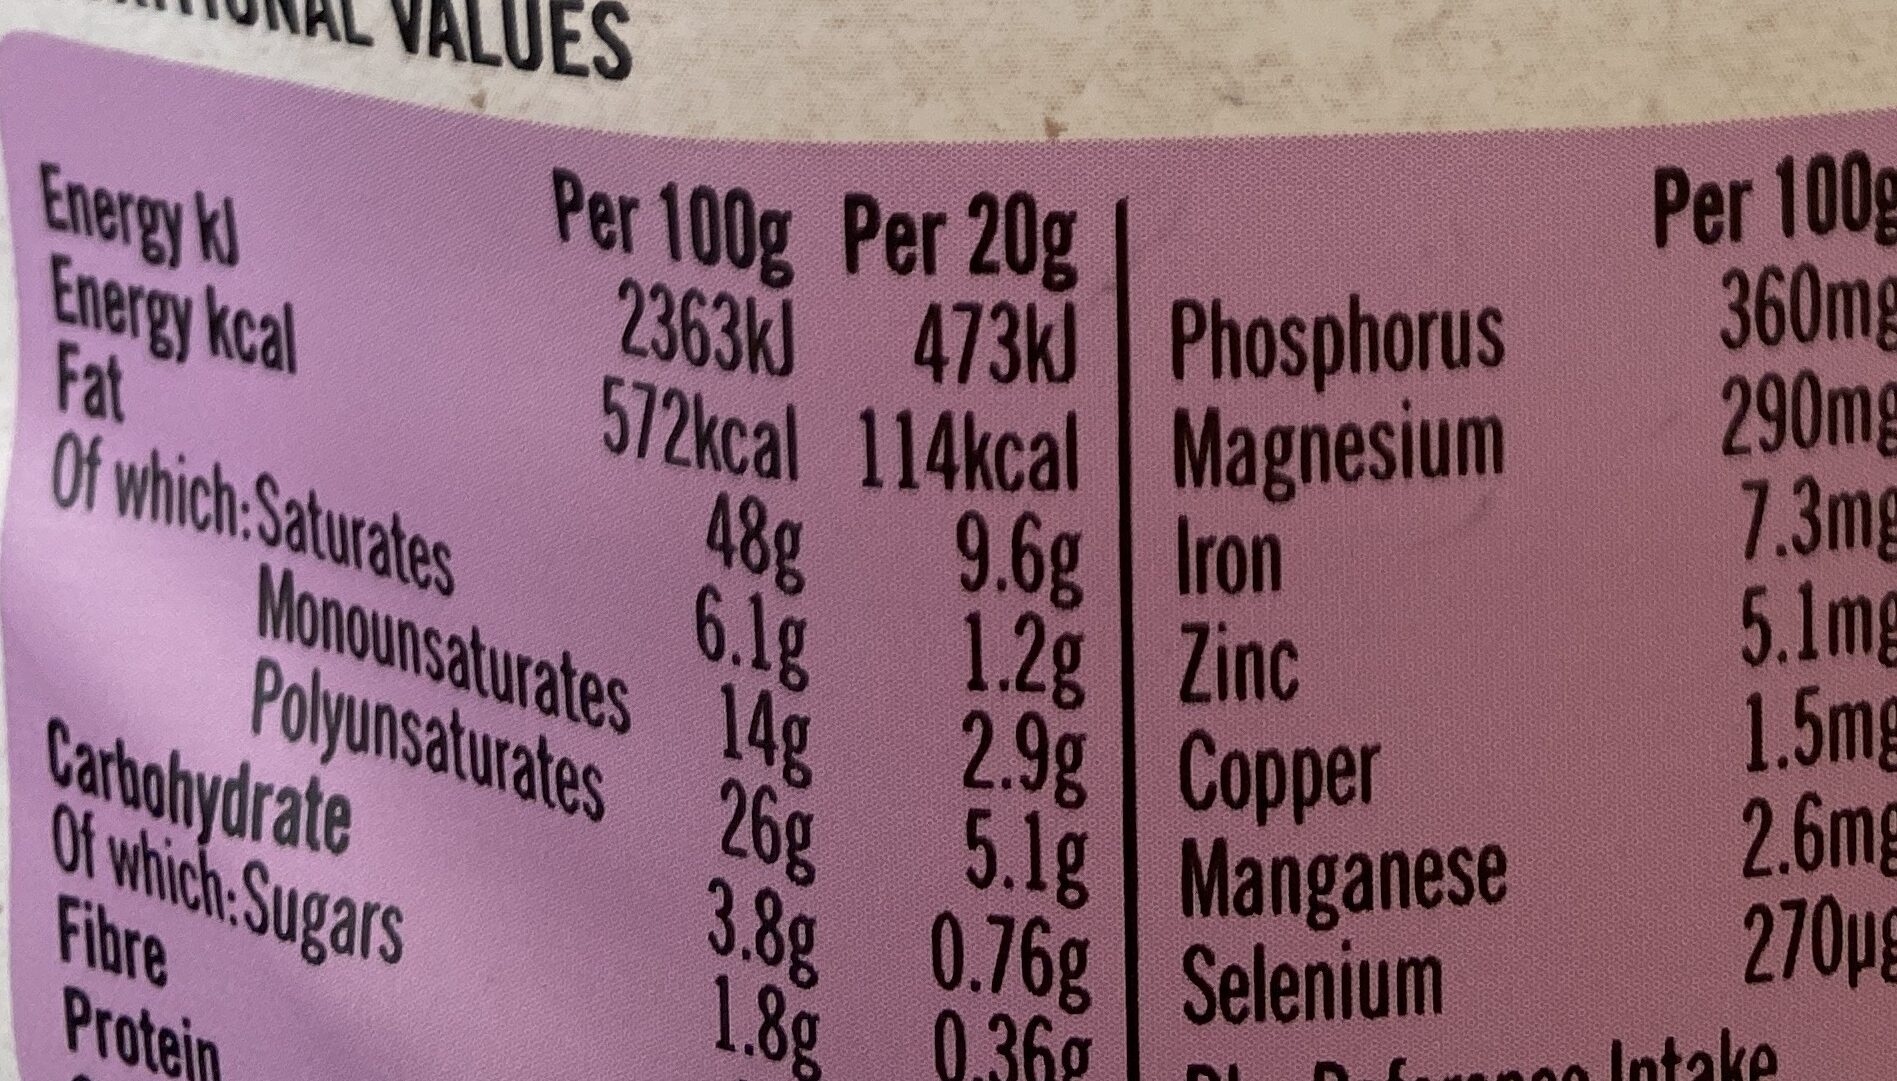 NAL VALUES
Per 100g Per 20g
Energy kJ 2363kJ 473kJ
Energy kcal 572kcal 114kcal
Fat 48g 9.6g
Of which: Saturates 6.1g 1.2g
Monounsaturates 14g 2.9g
Polyunsaturates 26g 5.1g
Carbohydrate 3.8g 0.76g
Of which: Sugars 1.8g 0.36g
Fibre
Protein
Per 100g
Phosphorus 360mg
Magnesium 290mg
Iron 7.3mg
Zinc 5.1mg
Copper 1.5mg
Manganese 2.6mg
Selenium 270µg
Intake